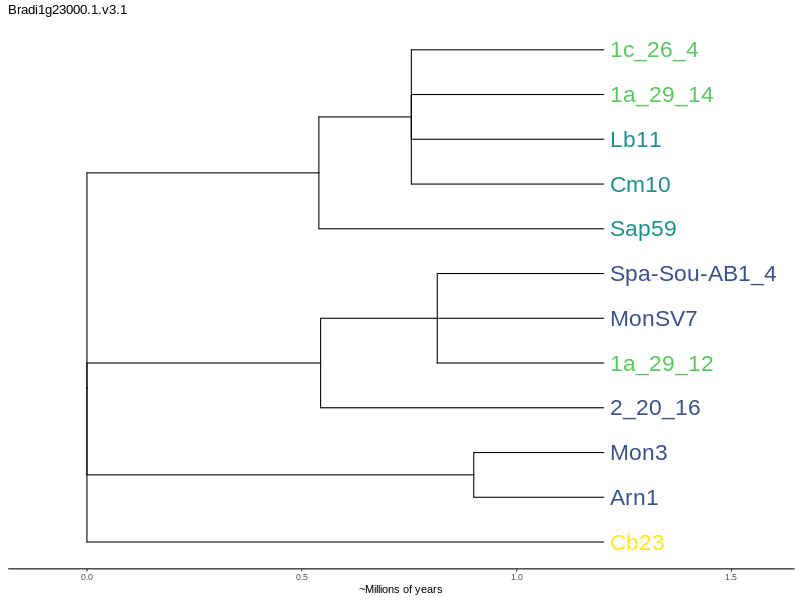 Bradi1g23000.1.v3.1
1c_26_4
1a_29_14
Lb11
Cm10
Sap59
Spa-Sou-AB1_4
MonSV7
1a_29_12
2_20_16
Mon3
Arn1
Cb23
0.0 0.5 1.0 1.5
~Millions of years